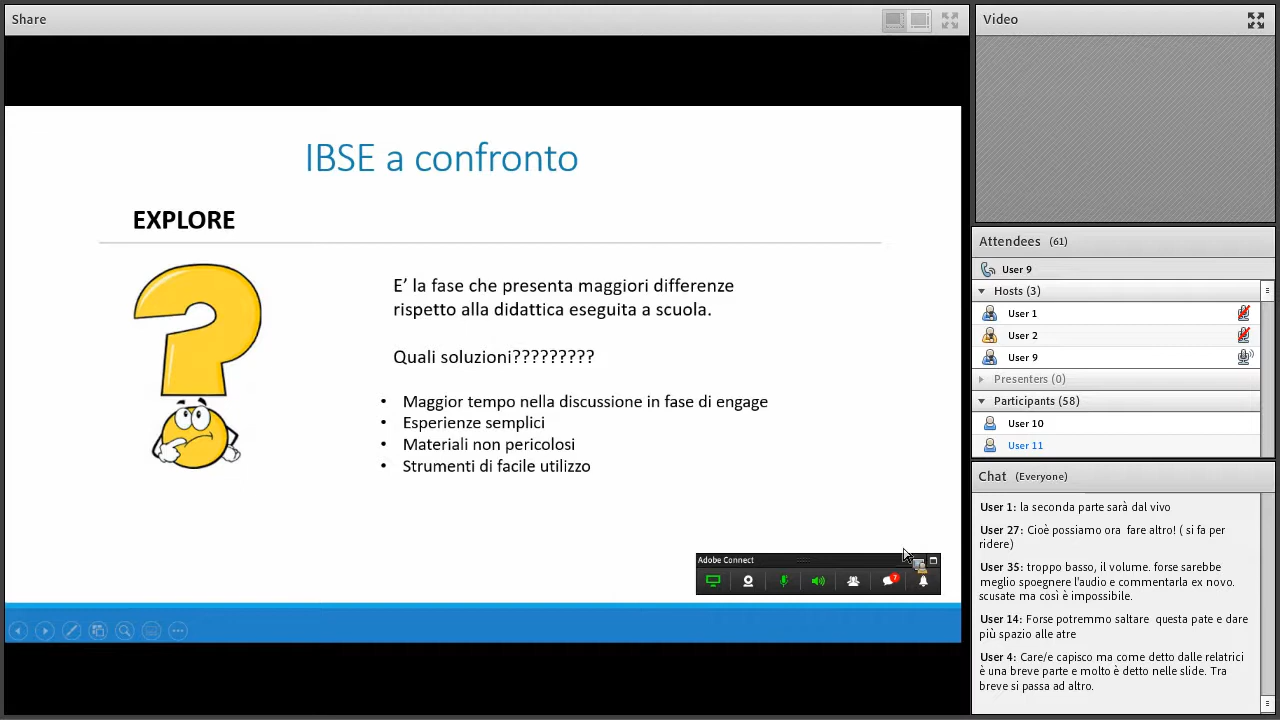 Share
IBSE a confronto
EXPLORE
E’ la fase che presenta maggiori differenze
rispetto alla didattica eseguita a scuola.
Quali soluzioni?????????
• Maggior tempo nella discussione in fase di engage
• Esperienze semplici
• Materiali non pericolosi
• Strumenti di facile utilizzo
Adobe Connect
7
Video
Attendees (61)
User 9
Hosts (3)
User 1
User 2
User 9
Presenters (0)
Participants (58)
User 10
User 11
Chat (Everyone)
User 1: la seconda parte sarà dal vivo
User 27: Cioè possiamo ora fare altro! ( si fa per
ridere)
User 35: troppo basso, il volume. forse sarebbe
meglio spoegnere l'audio e commentarla ex novo.
scusate ma così è impossibile.
User 14: Forse potremmo saltare questa pate e dare
più spazio alle atre
User 4: Care/e capisco ma come detto dalle relatrici
è una breve parte e molto è detto nelle slide. Tra
breve si passa ad altro.